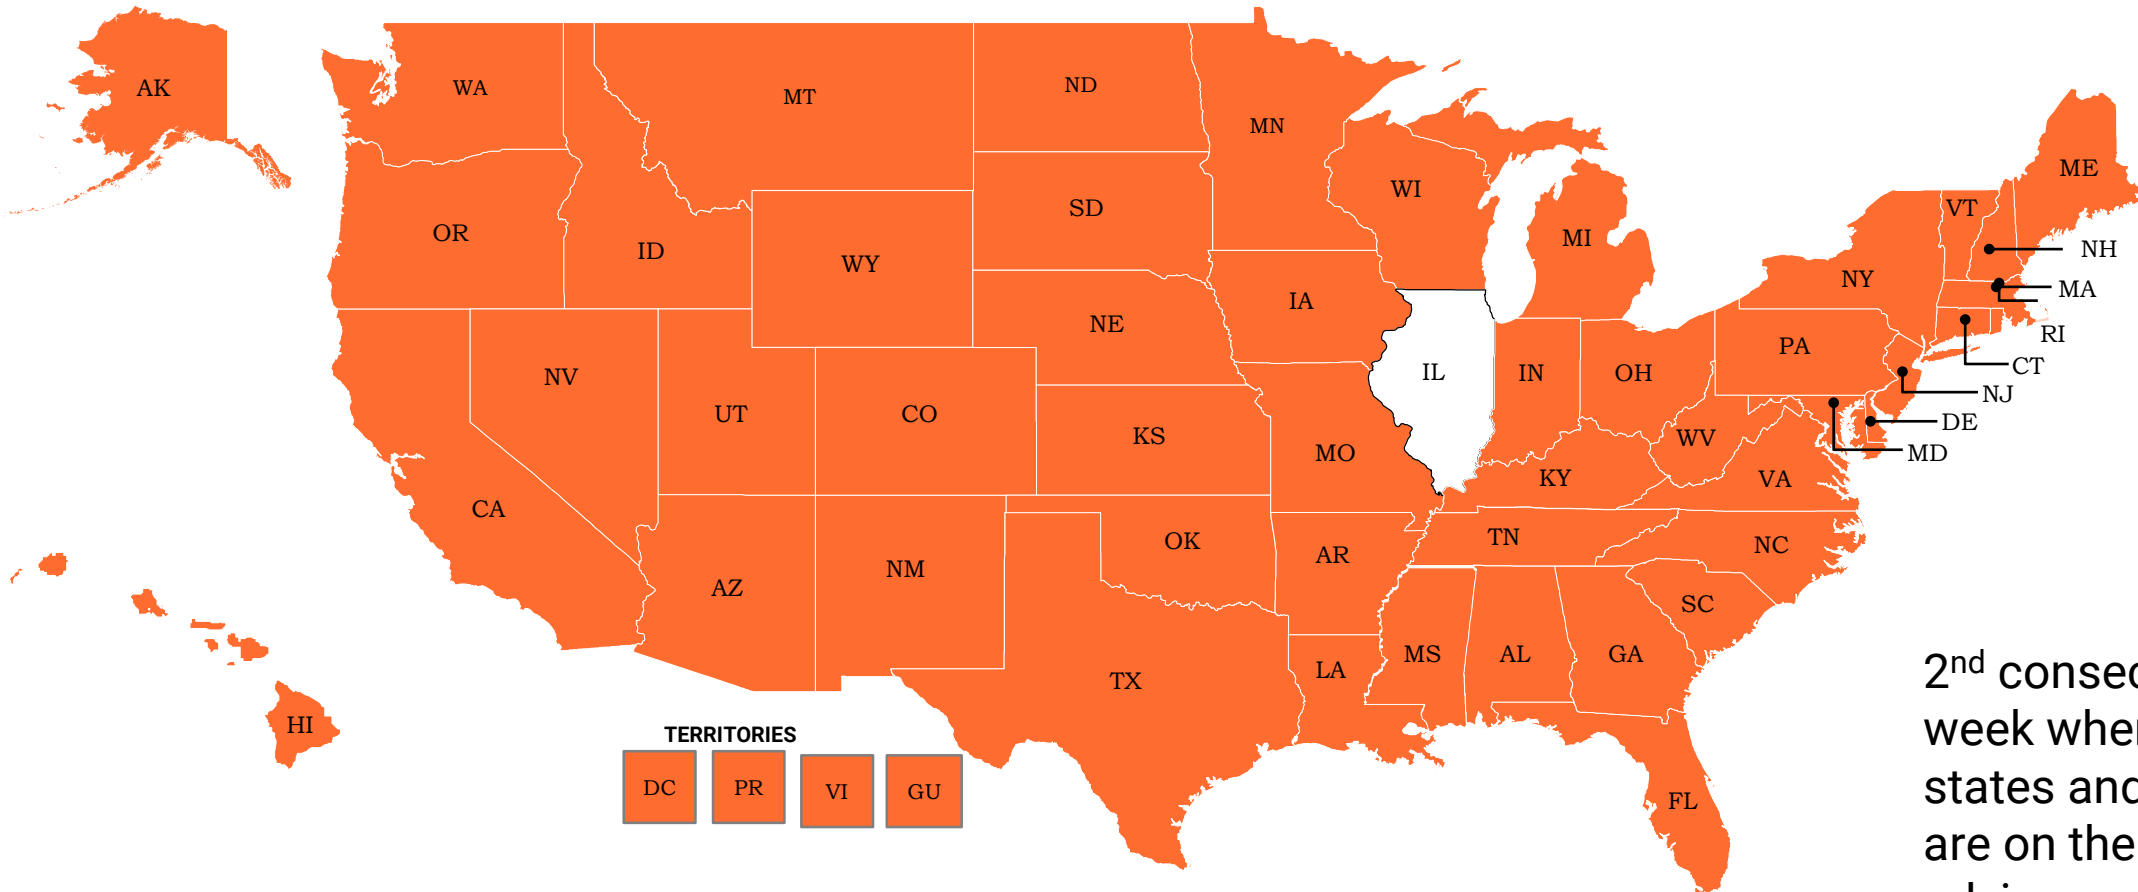 AK
WA
MT
ND
MN
ME
OR
ID
WY
SD
WI
MI
VT
NH
NY
MA
RI
IA
NE
PA
CT
NV
UT
CO
KS
MO
IL
IN
OH
NJ
DE
WV
MD
KY
VA
CA
AZ
NM
OK
AR
TN
NC
SC
TX
LA
MS
AL
GA
FL
HI
TERRITORIES
DC PR VI GU
2nd
week
states
are on the